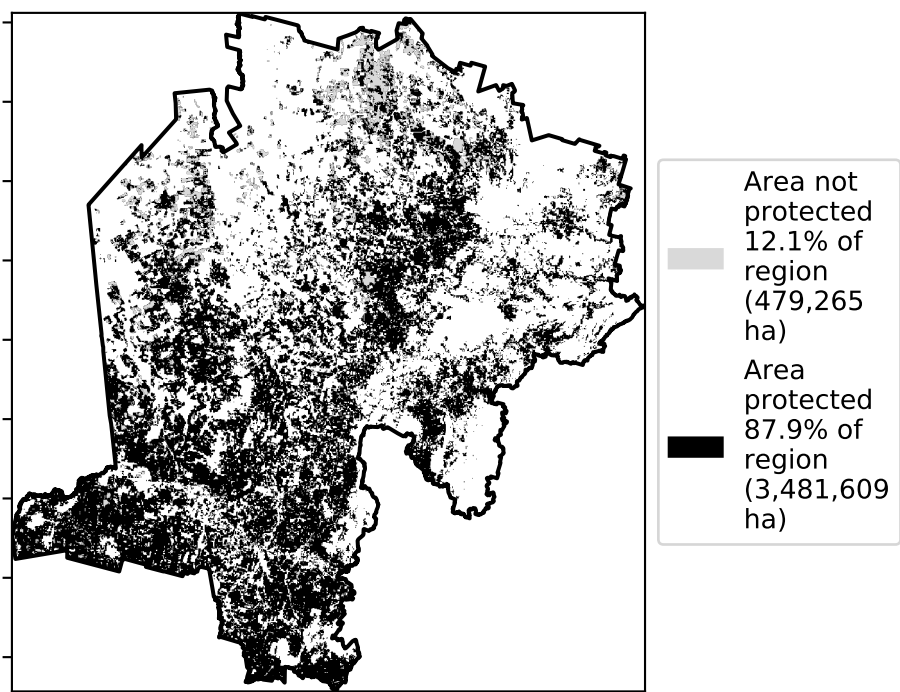 Area not
protected
12.1% of
region
(479,265
ha)
Area
protected
87.9% of
region
(3,481,609
ha)